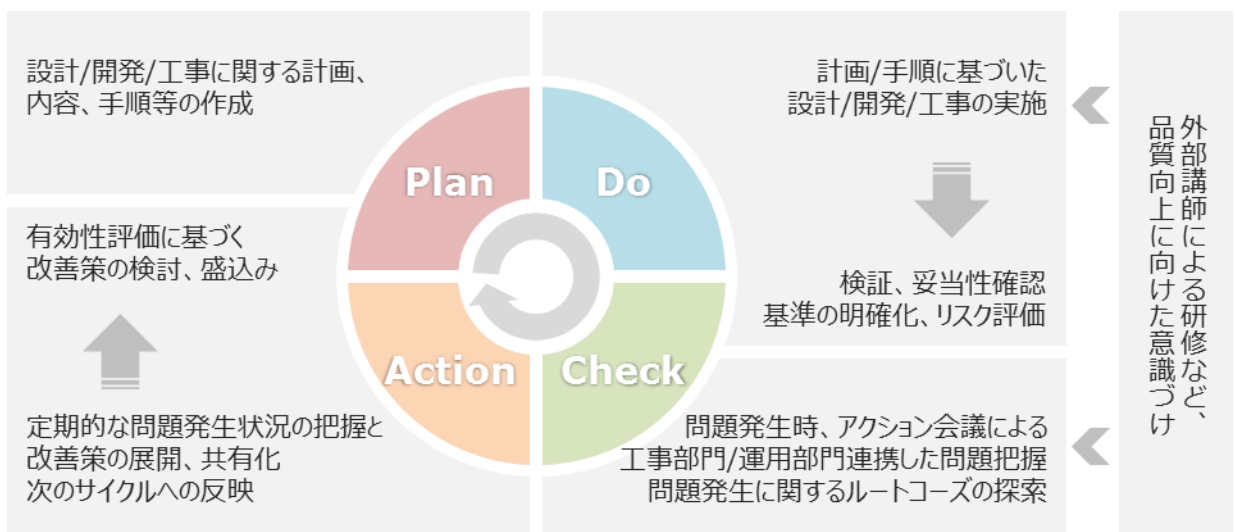 設計/開発/工事に関する計画、
内容、手順等の作成
計画/手順に基づいた
設計/開発/工事の実施
Plan
Do
有効性評価に基づく
改善策の検討、盛込み
検証、妥当性確認
基準の明確化、リスク評価
Action
Check
定期的な問題発生状況の把握と
改善策の展開、共有化
次のサイクルへの反映
問題発生時、アクション会議による
工事部門/運用部門連携した問題把握
問題発生に関するルートコーズの探索
外部講師による研修など、
品質向上に向けた意識づけ